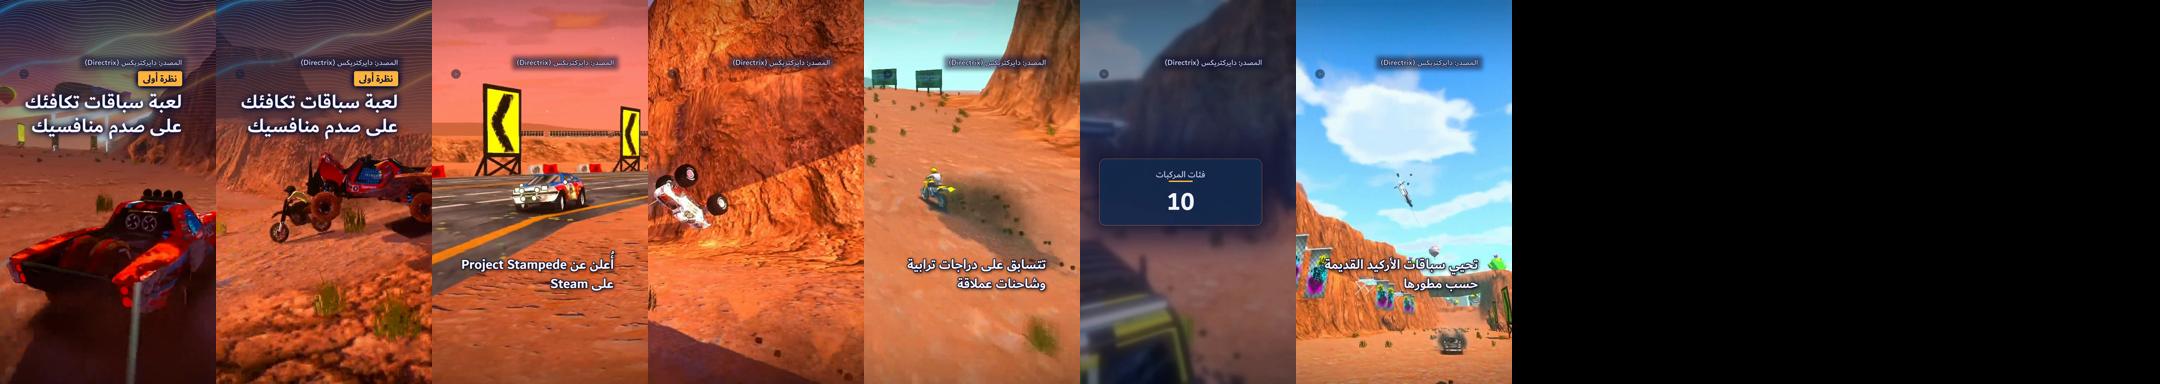 المصدر: دايركتريكس (Directrix)
نظرة أولى
لعبة سباقات تكافئك
على صدم منافسيك
المصدر: دايركتريكس (Directrix)
نظرة أولى
لعبة سباقات تكافئك
على صدم منافسيك
المصدر: دايركتريكس (Directrix)
أُعلن عن Project Stampede
على Steam
المصدر: دايركتريكس (Directrix)
المصدر: دايركتريكس (Directrix)
تتسابق على دراجات ترابية
وشاحنات عملاقة
المصدر: دايركتريكس (Directrix)
فئات المركبات
10
المصدر: دايركتريكس (Directrix)
تحيي سباقات الأركيد القديمة
حسب مطورها